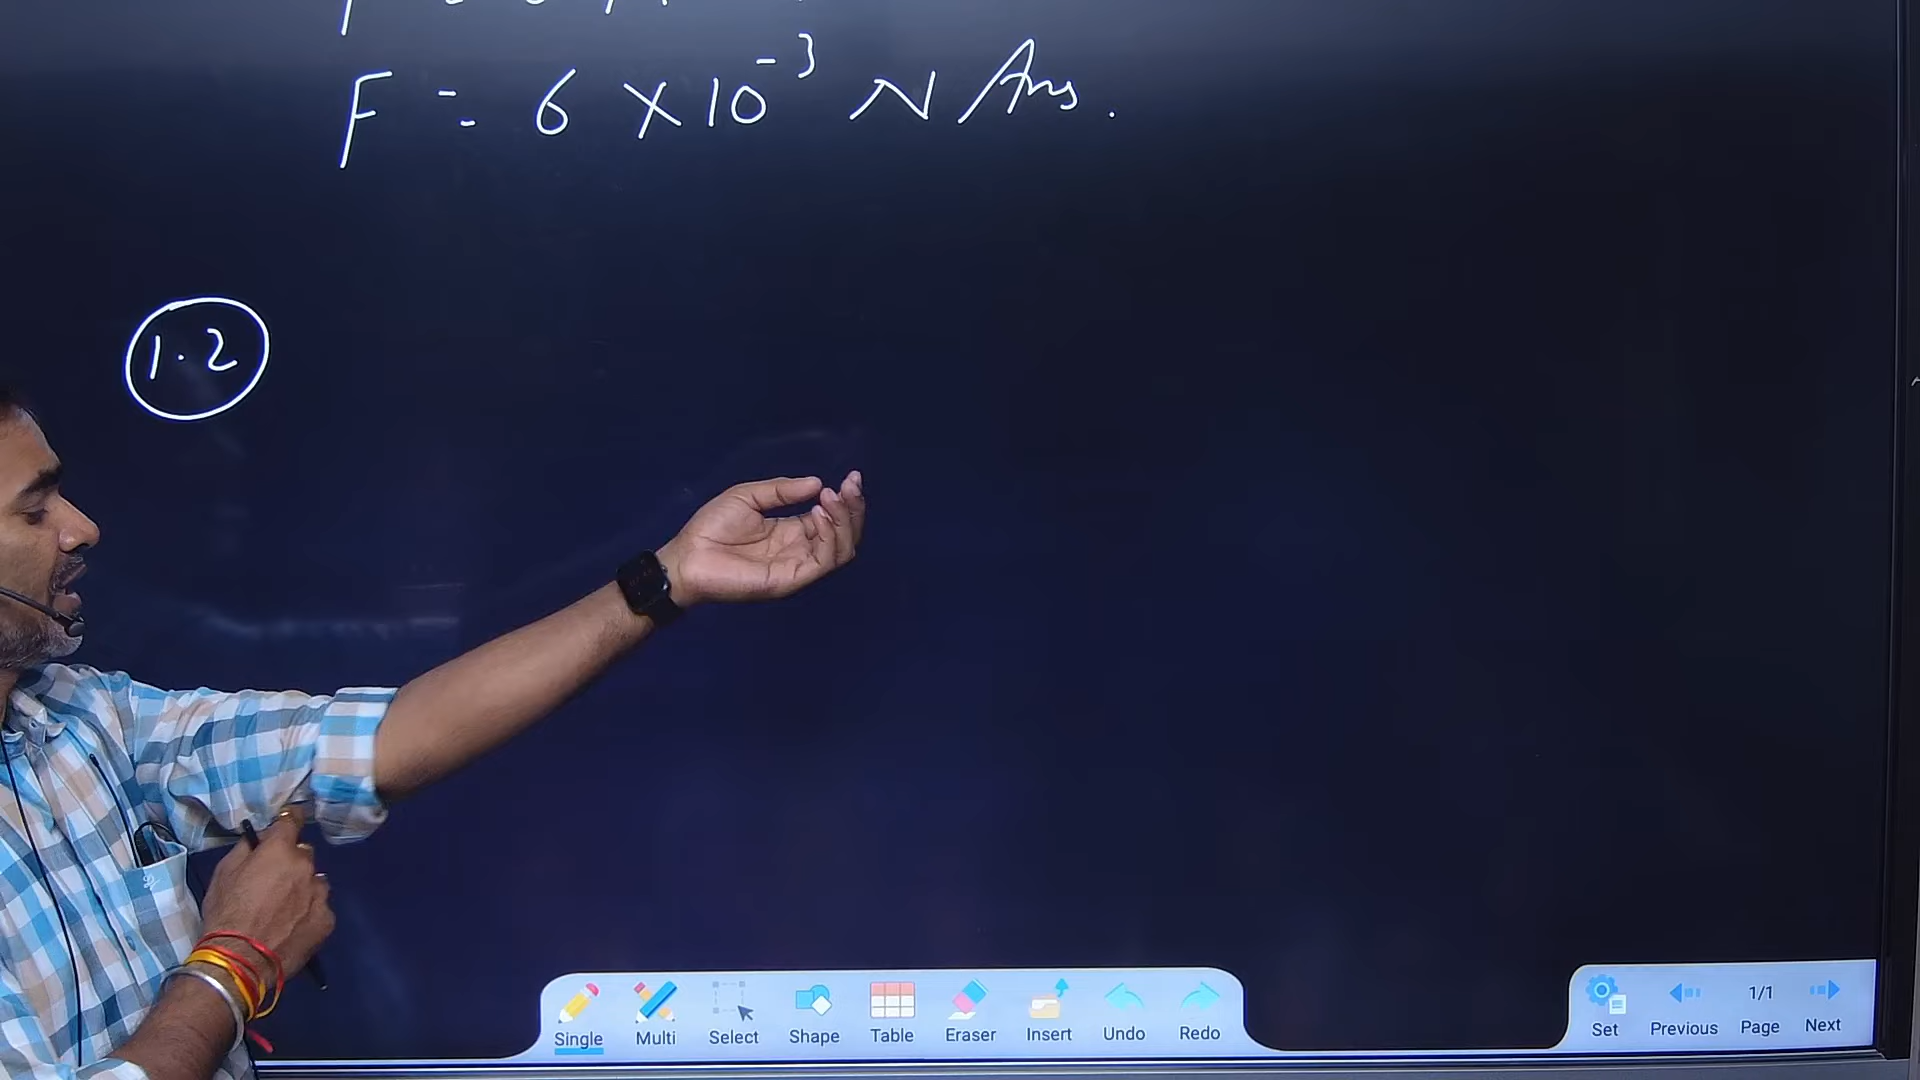 F = 6 × 10⁻³ N Ans.
1.2
Single Multi Select Shape Table Eraser Insert Undo Redo
Set Previous 1/1 Page Next